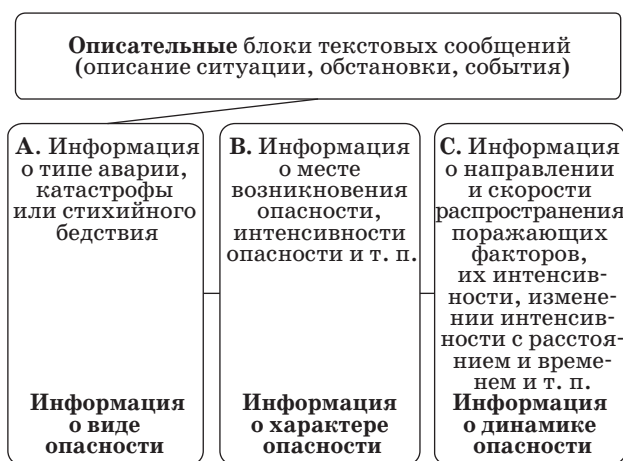 Описательные блоки текстовых сообщений
(описание ситуации, обстановки, события)
А. Информация
о типе аварии,
катастрофы
или стихийного
бедствия
Информация
о виде
опасности
В. Информация
о месте
возникновения
опасности,
интенсивности
опасности и т. п.
Информация
о характере
опасности
С. Информация
о направлении
и скорости
распространения
поражающих
факторов,
их интенсив-
ности, измене-
нии интенсив-
ности с расстоя-
нием и време-
нем и т. п.
Информация
о динамике
опасности